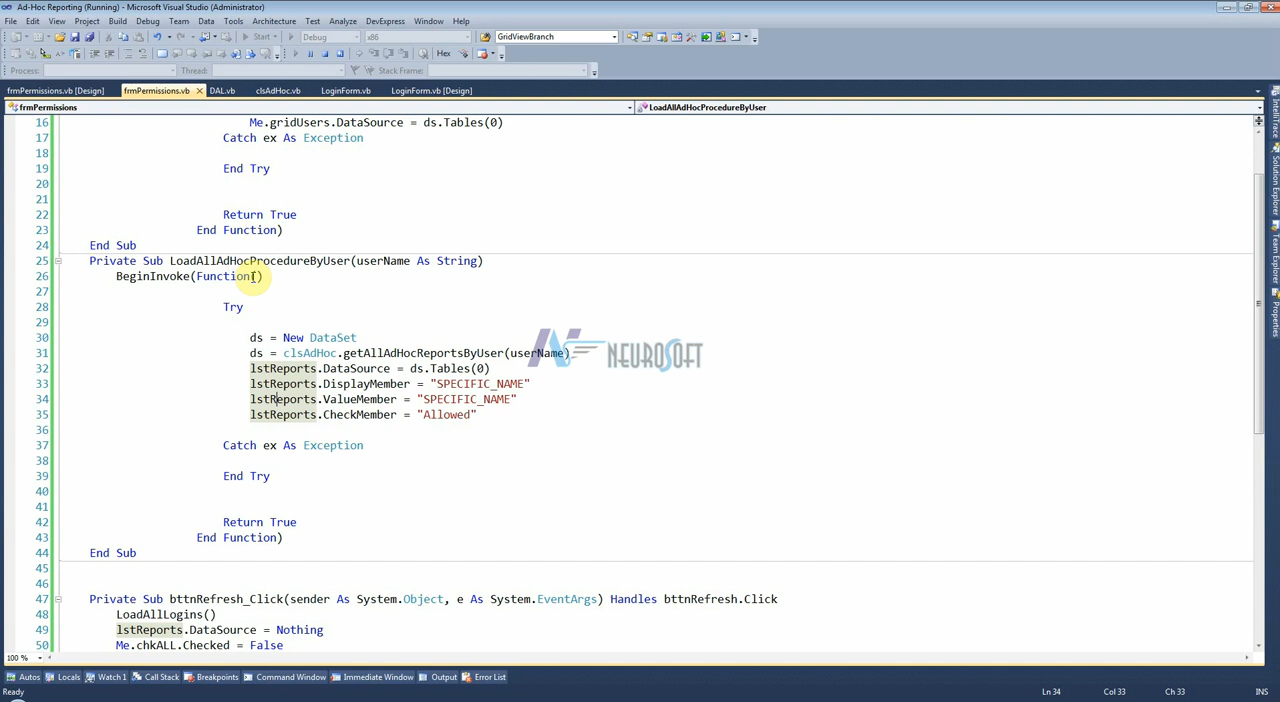 Ad-Hoc Reporting (Running) - Microsoft Visual Studio (Administrator)
File Edit View Project Build Debug Team Data Tools Architecture Test Analyze DevExpress Window Help
Start Debug x86 GridViewBranch
Hex
Process: Thread: Stack Frame:
frmPermissions.vb [Design] frmPermissions.vb DAL.vb clsAdHoc.vb LoginForm.vb LoginForm.vb [Design]
frmPermissions LoadAllAdHocProcedureByUser
16 Me.gridUsers.DataSource = ds.Tables(0)
17 Catch ex As Exception
18
19 End Try
20
21
22 Return True
23 End Function)
24 End Sub
25 Private Sub LoadAllAdHocProcedureByUser(userName As String)
26 BeginInvoke(Function()
27
28 Try
29
30 ds = New DataSet
31 ds = clsAdHoc.getAllAdHocReportsByUser(userName)
32 lstReports.DataSource = ds.Tables(0)
33 lstReports.DisplayMember = "SPECIFIC_NAME"
34 lstReports.ValueMember = "SPECIFIC_NAME"
35 lstReports.CheckMember = "Allowed"
36
37 Catch ex As Exception
38
39 End Try
40
41
42 Return True
43 End Function)
44 End Sub
45
46
47 Private Sub bttnRefresh_Click(sender As System.Object, e As System.EventArgs) Handles bttnRefresh.Click
48 LoadAllLogins()
49 lstReports.DataSource = Nothing
50 Me.chkALL.Checked = False
NEUROSOFT
IntelliTrace
Solution Explorer
Team Explorer
Properties
100 %
Autos Locals Watch 1 Call Stack Breakpoints Command Window Immediate Window Output Error List
Ready Ln 34 Col 33 Ch 33 INS